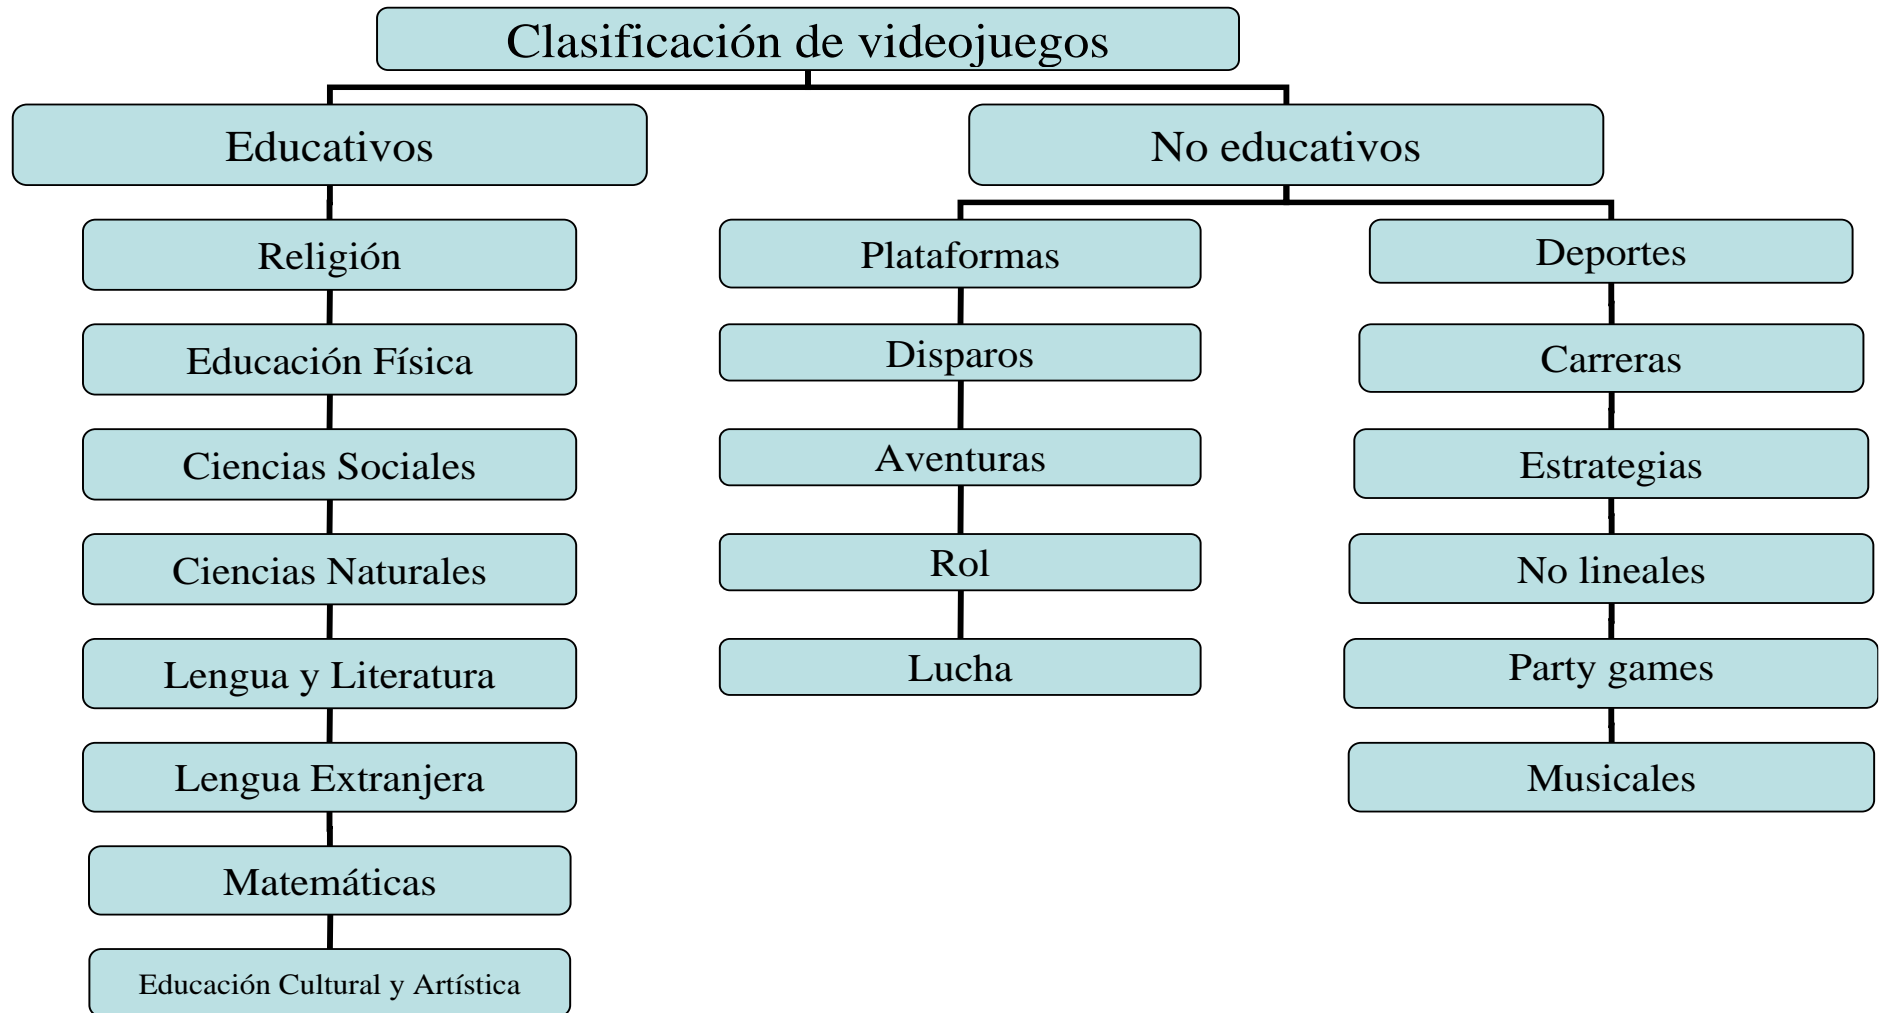 Clasificación de videojuegos
Educativos
No educativos
Religión
Educación Física
Ciencias Sociales
Ciencias Naturales
Lengua y Literatura
Lengua Extranjera
Matemáticas
Educación Cultural y Artística
Plataformas
Disparos
Aventuras
Rol
Lucha
Deportes
Carreras
Estrategias
No lineales
Party games
Musicales